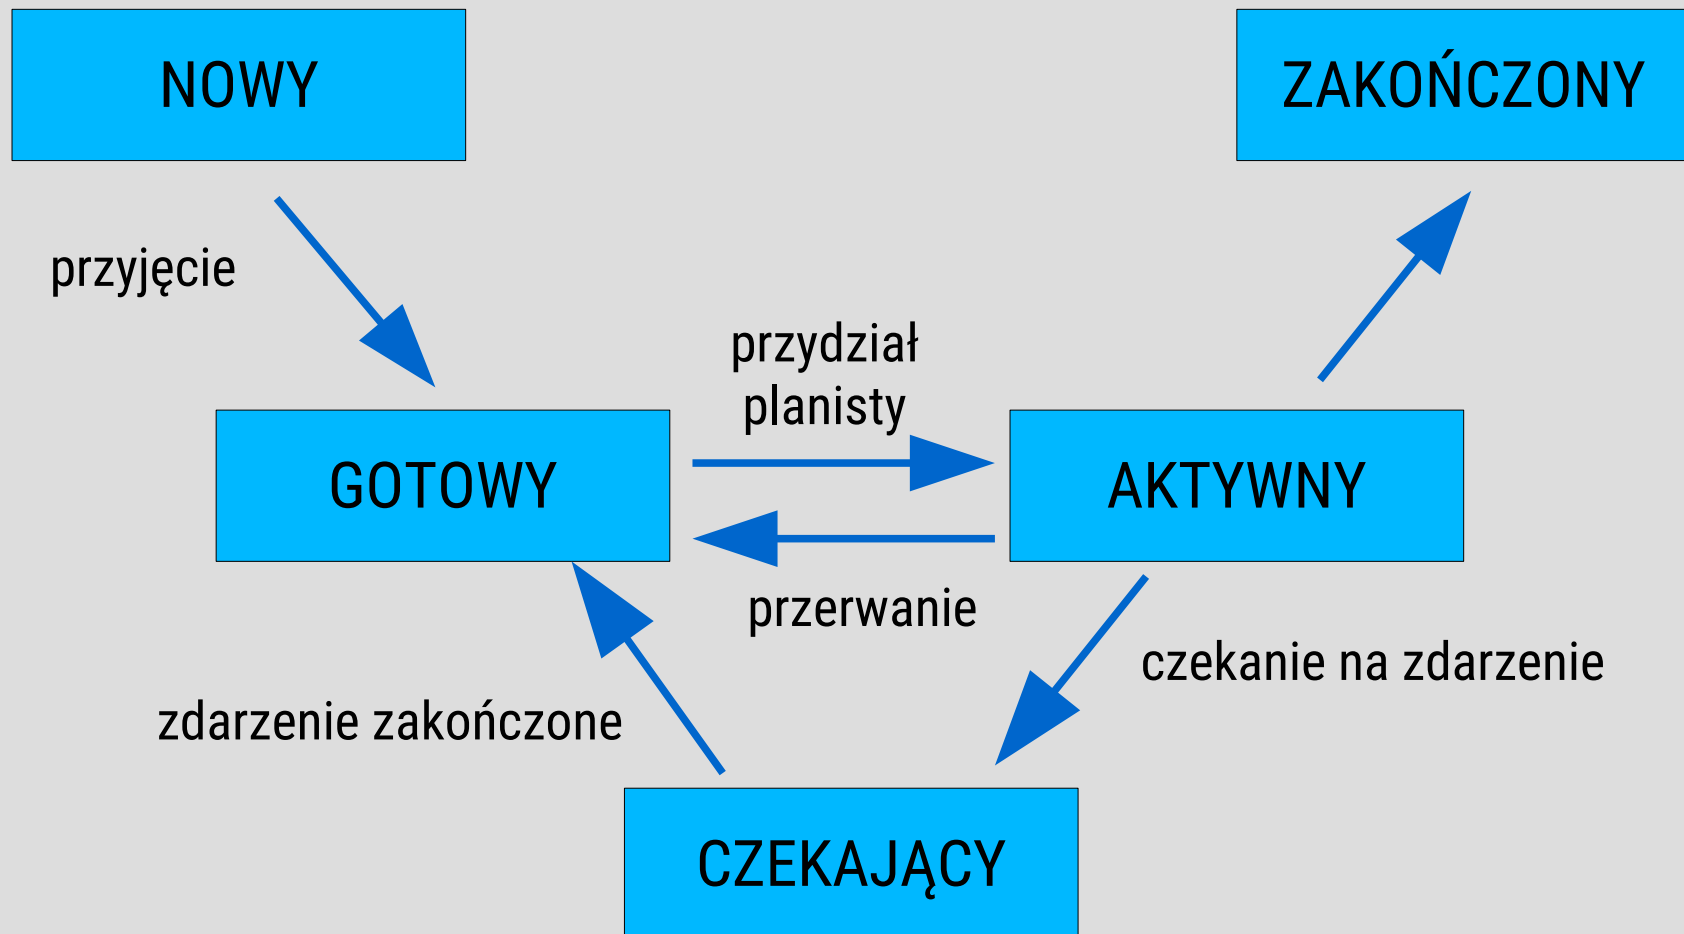 NOWY
ZAKOŃCZONY
przyjęcie
przydział
planisty
GOTOWY
AKTYWNY
przerwanie
czekanie na zdarzenie
zdarzenie zakończone
CZEKAJĄCY